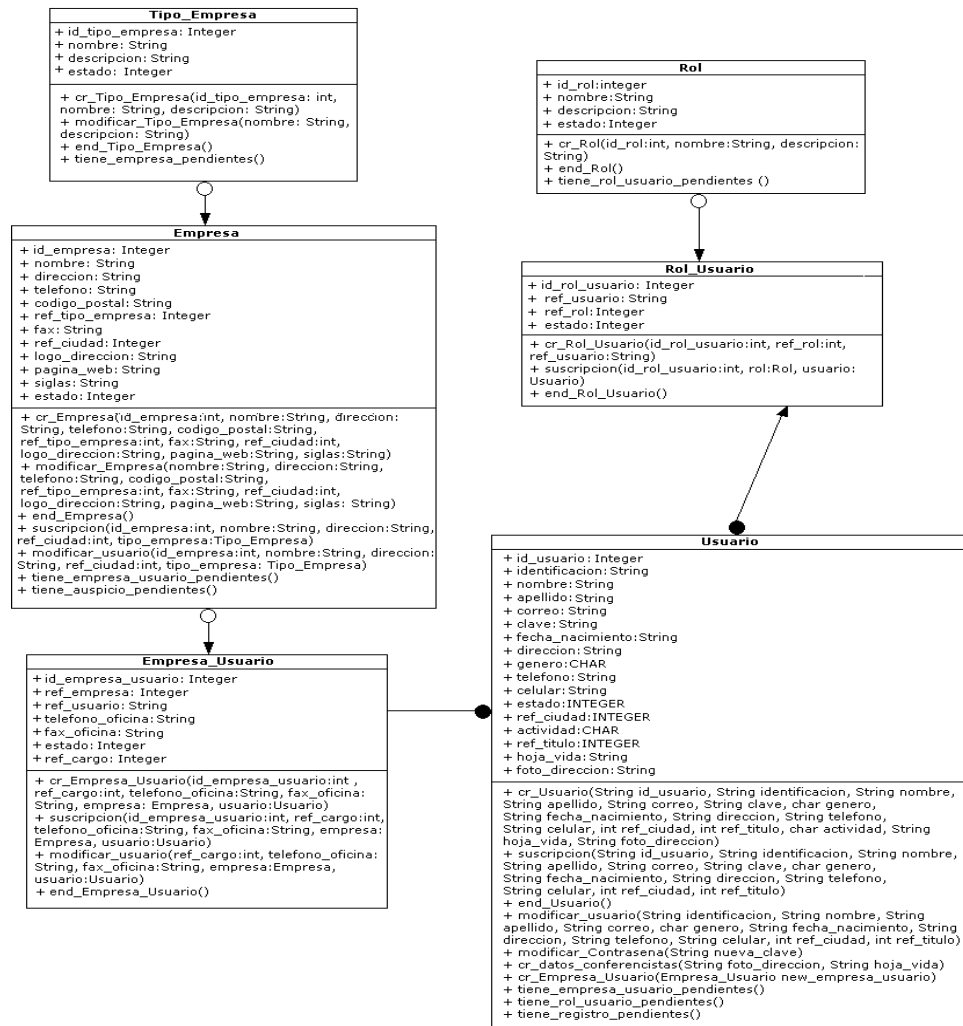 Tipo_Empresa
+ id_tipo_empresa: Integer
+ nombre: String
+ descripcion: String
+ estado: Integer
+ cr_Tipo_Empresa(id_tipo_empresa: int,
nombre: String, descripcion: String)
+ modificar_Tipo_Empresa(nombre: String,
descripcion: String)
+ end_Tipo_Empresa()
+ tiene_empresa_pendientes()
Rol
+ id_rol:integer
+ nombre:String
+ descripcion:String
+ estado:Integer
+ cr_Rol(id_rol:int, nombre:String, descripcion:
String)
+ end_Rol()
+ tiene_rol_usuario_pendientes ()
Empresa
+ id_empresa: Integer
+ nombre: String
+ direccion: String
+ telefono: String
+ codigo_postal: String
+ ref_tipo_empresa: Integer
+ fax: String
+ ref_ciudad: Integer
+ logo_direccion: String
+ pagina_web: String
+ siglas: String
+ estado: Integer
+ cr_Empresa(id_empresa:int, nombre:String, direccion:
String, telefono:String, codigo_postal:String,
ref_tipo_empresa:int, fax:String, ref_ciudad:int,
logo_direccion:String, pagina_web:String, siglas:String)
+ modificar_Empresa(nombre:String, direccion:String,
telefono:String, codigo_postal:String,
ref_tipo_empresa:int, fax:String, ref_ciudad:int,
logo_direccion:String, pagina_web:String, siglas: String)
+ end_Empresa()
+ suscripcion(id_empresa:int, nombre:String, direccion:String,
ref_ciudad:int, tipo_empresa:Tipo_Empresa)
+ modificar_usuario(id_empresa:int, nombre:String, direccion:
String, ref_ciudad:int, tipo_empresa: Tipo_Empresa)
+ tiene_empresa_usuario_pendientes()
+ tiene_auspicio_pendientes()
Rol_Usuario
+ id_rol_usuario: Integer
+ ref_usuario: String
+ ref_rol:Integer
+ estado:Integer
+ cr_Rol_Usuario(id_rol_usuario:int, ref_rol:int,
ref_usuario:String)
+ suscripcion(id_rol_usuario:int, rol:Rol, usuario:
Usuario)
+ end_Rol_Usuario()
Empresa_Usuario
+ id_empresa_usuario: Integer
+ ref_empresa: Integer
+ ref_usuario: String
+ telefono_oficina: String
+ fax_oficina: String
+ estado: Integer
+ ref_cargo: Integer
+ cr_Empresa_Usuario(id_empresa_usuario:int ,
ref_cargo:int, telefono_oficina:String, fax_oficina:
String, empresa: Empresa, usuario:Usuario)
+ suscripcion(id_empresa_usuario:int, ref_cargo:int,
telefono_oficina:String, fax_oficina:String, empresa:
Empresa, usuario:Usuario)
+ modificar_usuario(ref_cargo:int, telefono_oficina:
String, fax_oficina:String, empresa:Empresa,
usuario:Usuario)
+ end_Empresa_Usuario()
Usuario
+ id_usuario: Integer
+ identificacion: String
+ nombre: String
+ apellido: String
+ correo: String
+ clave: String
+ fecha_nacimiento:String
+ direccion: String
+ genero:CHAR
+ telefono: String
+ celular: String
+ estado:INTEGER
+ ref_ciudad:INTEGER
+ actividad:CHAR
+ ref_titulo:INTEGER
+ hoja_vida: String
+ foto_direccion: String
+ cr_Usuario(String id_usuario, String identificacion, String nombre,
String apellido, String correo, String clave, char genero,
String fecha_nacimiento, String direccion, String telefono,
String celular, int ref_ciudad, int ref_titulo, char actividad, String
hoja_vida, String foto_direccion)
+ suscripcion(String id_usuario, String identificacion, String nombre,
String apellido, String correo, String clave, char genero,
String fecha_nacimiento, String direccion, String telefono,
String celular, int ref_ciudad, int ref_titulo)
+ end_Usuario()
+ modificar_usuario(String identificacion, String nombre, String
apellido, String correo, char genero, String fecha_nacimiento, String
direccion, String telefono, String celular, int ref_ciudad, int ref_titulo)
+ modificar_Contrasena(String nueva_clave)
+ cr_datos_conferencistas(String foto_direccion, String hoja_vida)
+ cr_Empresa_Usuario(Empresa_Usuario new_empresa_usuario)
+ tiene_empresa_usuario_pendientes()
+ tiene_rol_usuario_pendientes()
+ tiene_registro_pendientes()